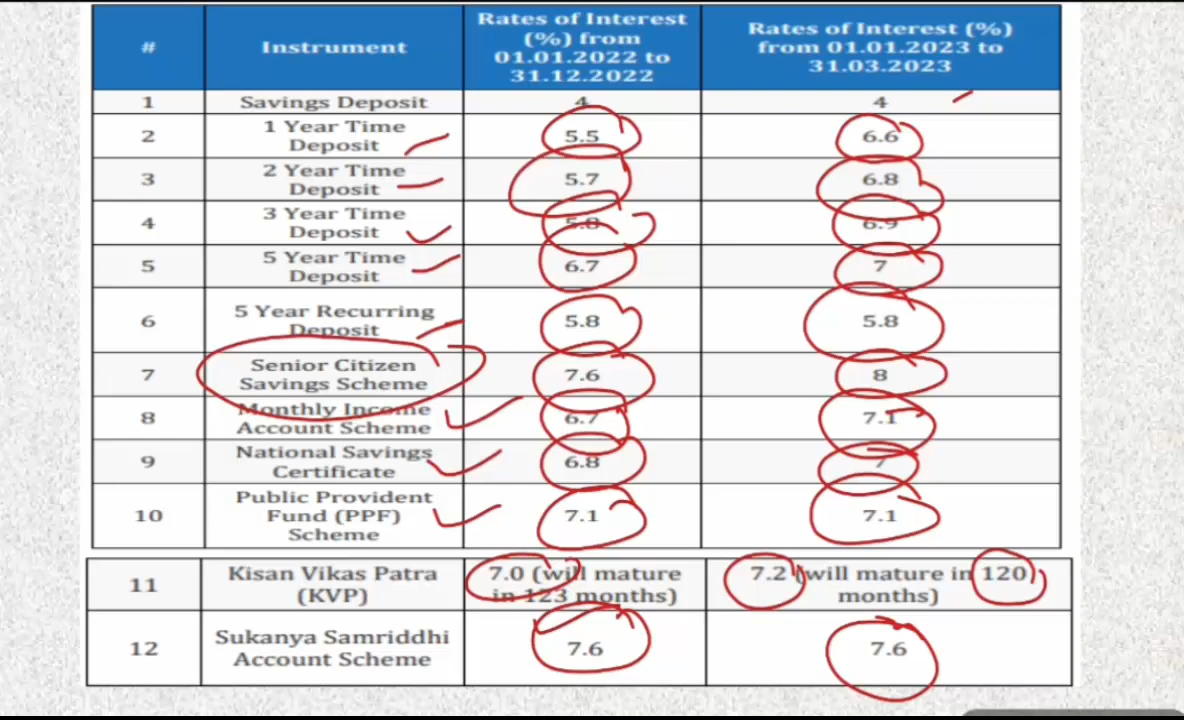 # Instrument Rates of Interest (%) from 01.01.2022 to 31.12.2022 Rates of Interest (%) from 01.01.2023 to 31.03.2023
1 Savings Deposit 4 4
2 1 Year Time Deposit 5.5 6.6
3 2 Year Time Deposit 5.7 6.8
4 3 Year Time Deposit 5.8 6.9
5 5 Year Time Deposit 6.7 7
6 5 Year Recurring Deposit 5.8 5.8
7 Senior Citizen Savings Scheme 7.6 8
8 Monthly Income Account Scheme 6.7 7.1
9 National Savings Certificate 6.8 7
10 Public Provident Fund (PPF) Scheme 7.1 7.1
11 Kisan Vikas Patra (KVP) 7.0 (will mature in 123 months) 7.2 (will mature in 120 months)
12 Sukanya Samriddhi Account Scheme 7.6 7.6